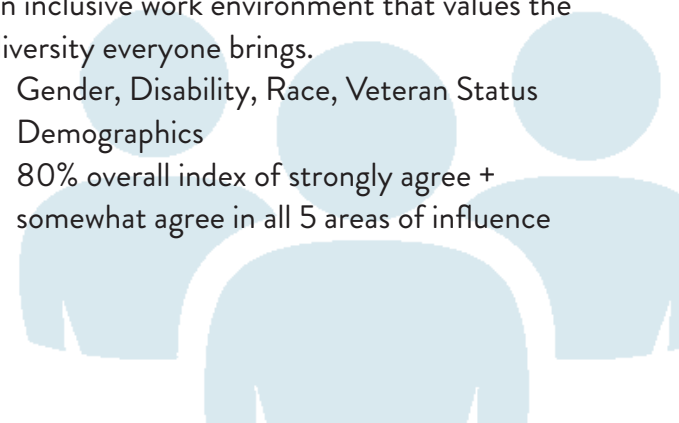 n inclusive work environment that values the
iversity everyone brings.
Gender, Disability, Race, Veteran Status
Demographics
80% overall index of strongly agree +
somewhat agree in all 5 areas of influence